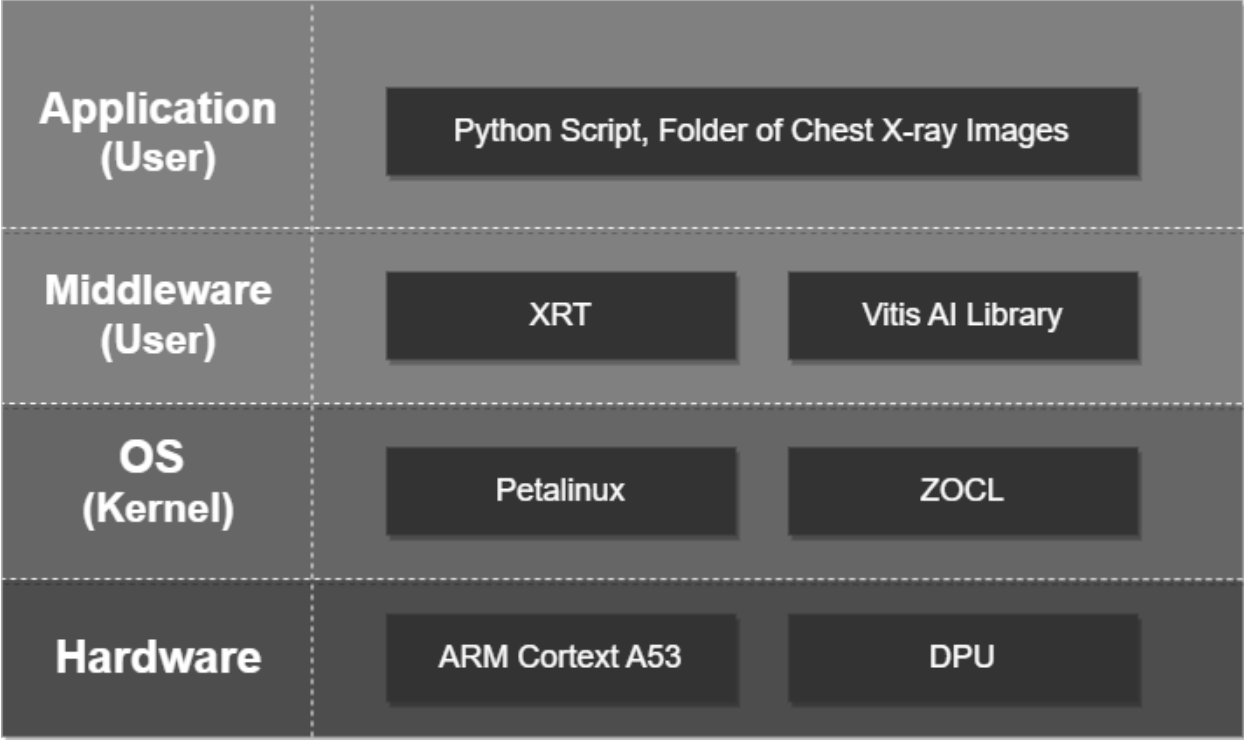 Application
(User)
Python Script, Folder of Chest X-ray Images
Middleware
(User)
XRT
Vitis AI Library
OS
(Kernel)
Petalinux
ZOCL
Hardware
ARM Cortext A53
DPU